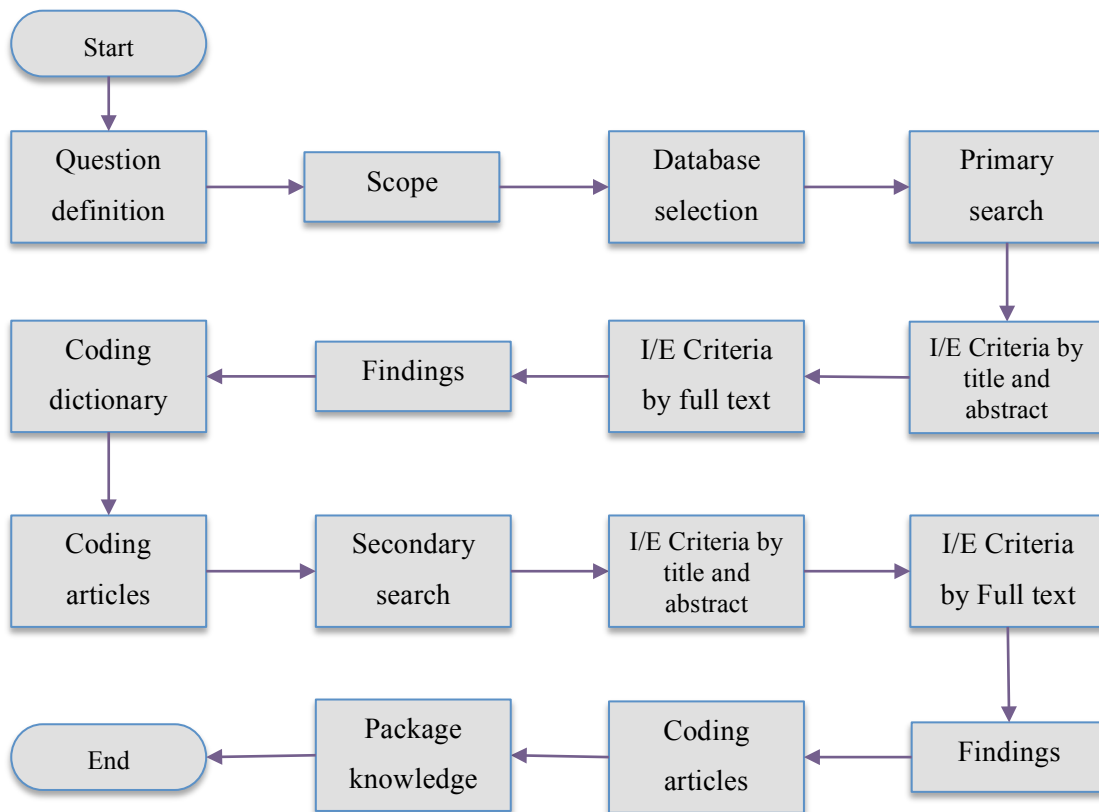 Start
Question
definition
Scope
Database
selection
Primary
search
I/E Criteria by
title and
abstract
I/E Criteria
by full text
Findings
Coding
dictionary
Coding
articles
Secondary
search
I/E Criteria by
title and
abstract
I/E Criteria
by Full text
Findings
Coding
articles
Package
knowledge
End